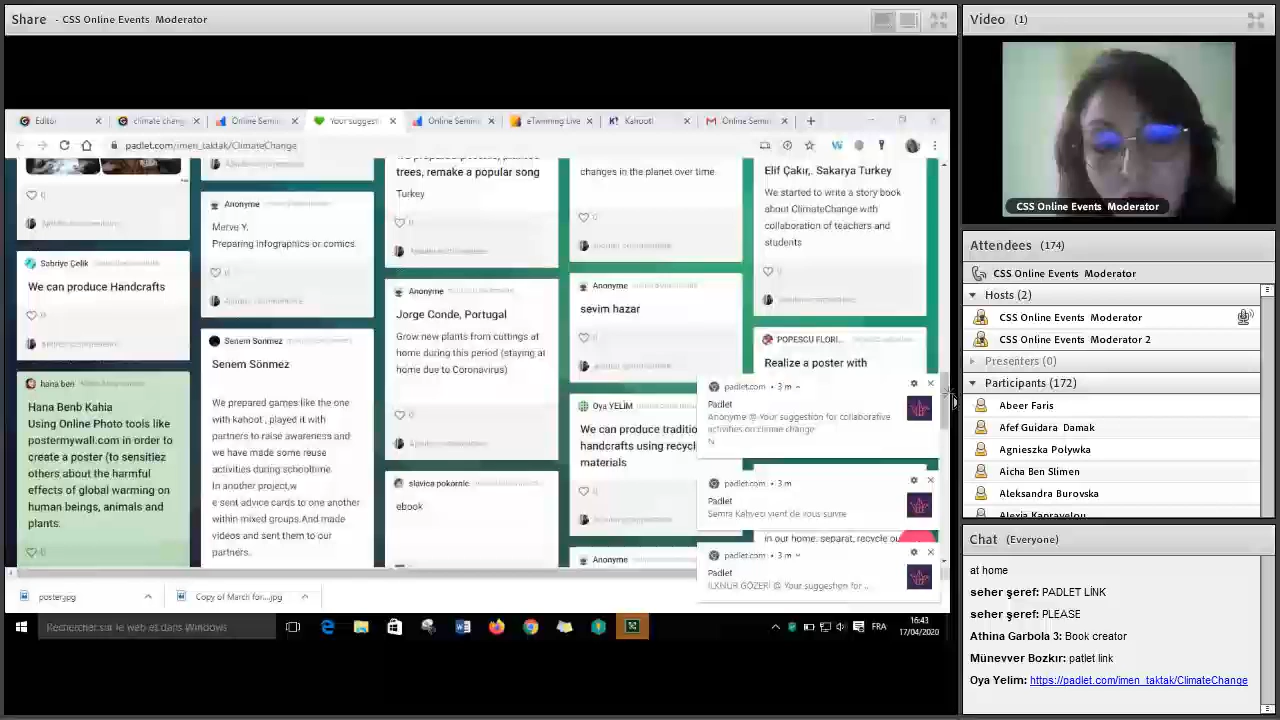 Share - CSS Online Events Moderator
Editor
climate chang
Online Semin
Your suggesti
Online Semin
eTwinning Live
Kahoot!
Online Semin
padlet.com/imen_taktak/ClimateChange
Anonyme
Merve Y.
Preparing Infographics or comics.
Sabriye Çelik
We can produce Handcrafts
hana ben
Hana Benb Kahia
Using Online Photo tools like
postermywall.com in order to
create a poster (to sensitiez
others about the harmful
effects of global warming on
human beings, animals and
plants.
Senem Sönmez
Senem Sönmez
We prepared games like the one
with kahoot , played it with
partners to raise awareness and
we have made some reuse
activities during schooltime.
In another project,w
e sent advice cards to one another
within mixed groups.And made
videos and sent them to our
partners.
trees, remake a popular song
Turkey
Anonyme
Jorge Conde, Portugal
Grow new plants from cuttings at
home during this period (staying at
home due to Coronavirus)
slavica pokornic
ebook
changes in the planet over time.
Anonyme
sevim hazar
Oya YELİM
We can produce traditio
handcrafts using recycl
materials
Anonyme
Elif Çakır,. Sakarya Turkey
We started to write a story book
about ClimateChange with
collaboration of teachers and
students
POPESCU FLORI...
Realize a poster with
in our home. separat, recycle ou
padlet.com • 3 m
Padlet
Anonyme @ Your suggestion for collaborative
activities on climate change
N
padlet.com • 3 m
Padlet
Semra Kahveci vient de vous suivre
padlet.com • 3 m
Padlet
ILKNUR GÖZERİ @ Your suggestion for ...
poster.jpg
Copy of March for....jpg
Rechercher sur le web et dans Windows
FRA
16:43
17/04/2020
Video (1)
CSS Online Events Moderator
Attendees (174)
CSS Online Events Moderator
Hosts (2)
CSS Online Events Moderator
CSS Online Events Moderator 2
Presenters (0)
Participants (172)
Abeer Faris
Afef Guidara Damak
Agnieszka Polywka
Aicha Ben Slimen
Aleksandra Burovska
Alexia Kapravelou
Chat (Everyone)
at home
seher şeref: PADLET LİNK
seher şeref: PLEASE
Athina Garbola 3: Book creator
Münevver Bozkır: patlet link
Oya Yelim: https://padlet.com/imen_taktak/ClimateChange